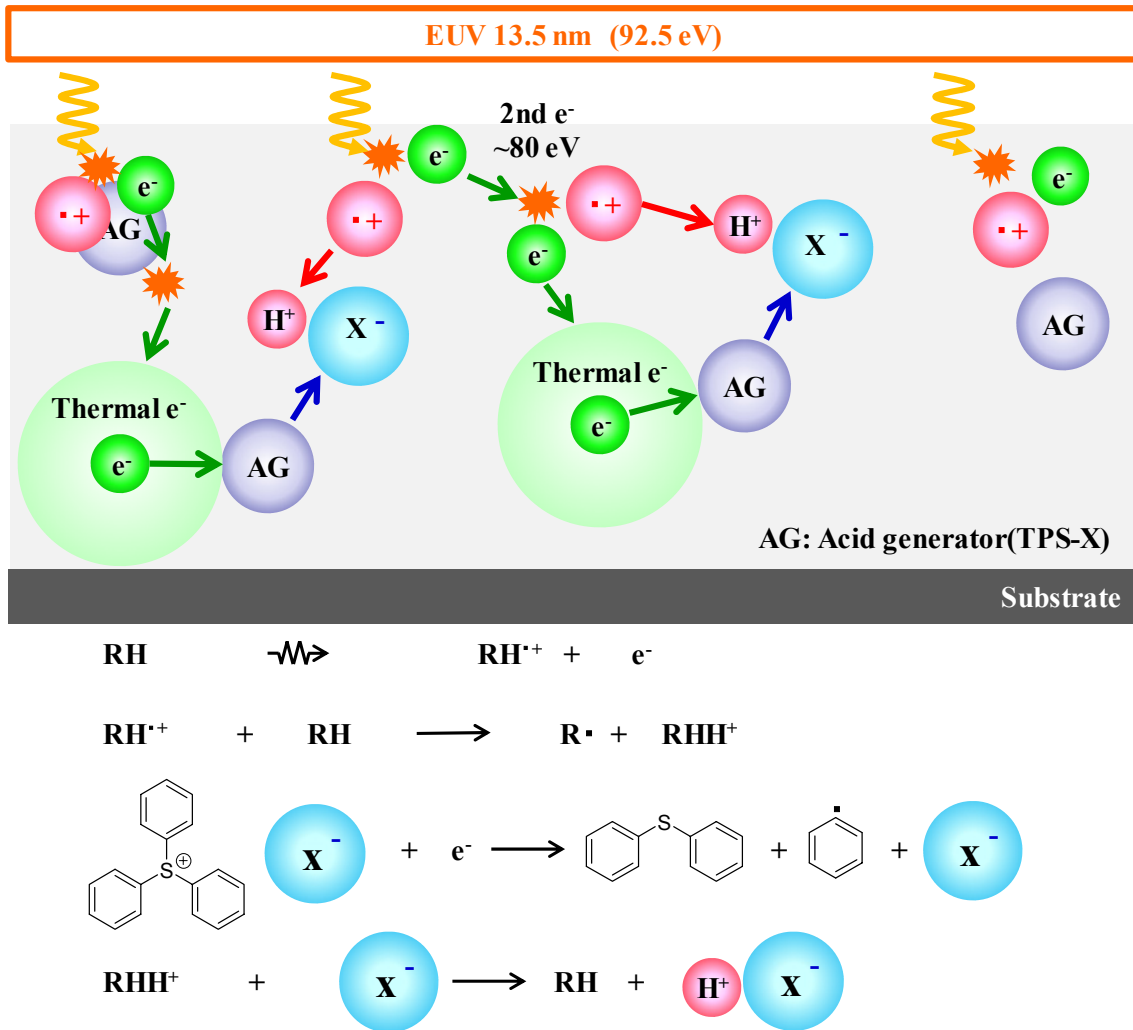 EUV 13.5 nm (92.5 eV)
2nd e-
~80 eV
e-
e-
e-
·+
AG
·+
·+
·+
H+
X -
e-
H+
X -
AG
Thermal e-
e-
AG
Thermal e-
e-
AG
AG: Acid generator(TPS-X)
Substrate
RH RH·+ + e-
RH·+ + RH → R· + RHH+
S ⊕ x - + e- → S + · + x -
RHH+ + x - → RH + H+ x -